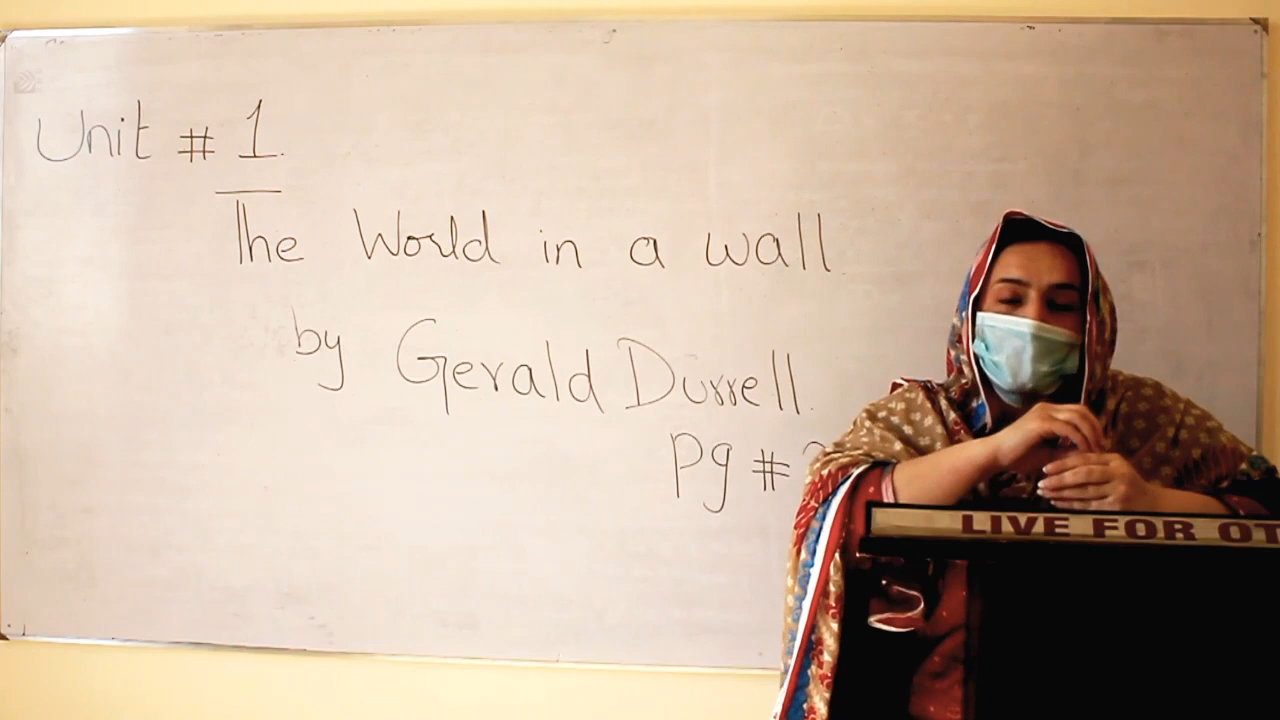 Unit # 1.
The World in a wall.
by Gerald Durrell.
Pg #
LIVE FOR OT